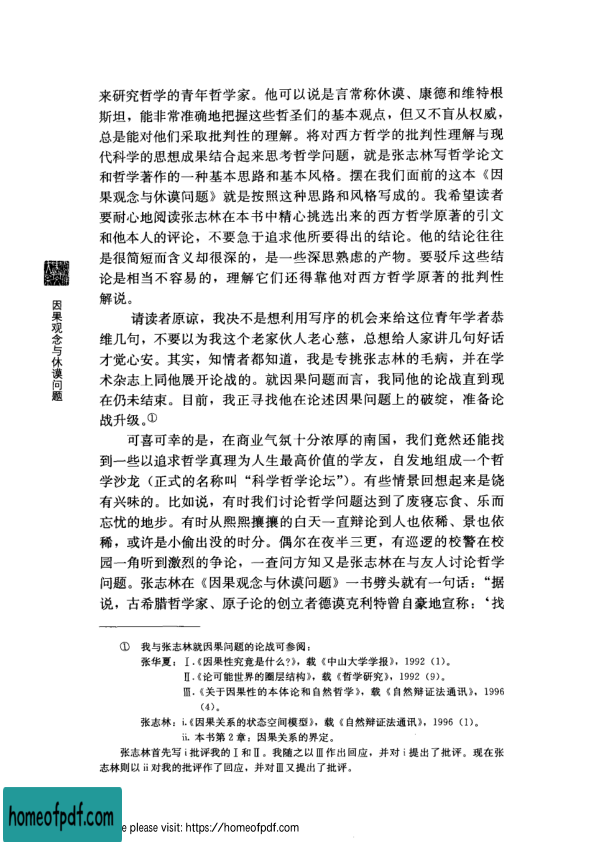 来研究哲学的青年哲学家。他可以说是言常称休谟、康德和维特根
斯坦，能非常准确地把握这些哲圣们的基本观点，但又不盲从权威，
总是能对他们采取批判性的理解。将对西方哲学的批判性理解与现
代科学的思想成果结合起来思考哲学问题，就是张志林写哲学论文
和哲学著作的一种基本思路和基本风格。摆在我们面前的这本《因
果观念与休谟问题》就是按照这种思路和风格写成的。我希望读者
要耐心地阅读张志林在本书中精心挑选出来的西方哲学原著的引文
和他本人的评论，不要急于追求他所要得出的结论。他的结论往往
是很简短而含义却很深的，是一些深思熟虑的产物。要驳斥这些结
论是相当不容易的，理解它们还得靠他对西方哲学原著的批判性
解说。
请读者原谅，我决不是想利用写序的机会来给这位青年学者恭
维几句，不要以为我这个老家伙人老心慈，总想给人家讲几句好话
才觉心安。其实，知情者都知道，我是专挑张志林的毛病，并在学
术杂志上同他展开论战的。就因果问题而言，我同他的论战直到现
在仍未结束。目前，我正寻找他在论述因果问题上的破绽，准备论
战升级。①
可喜可幸的是，在商业气氛十分浓厚的南国，我们竟然还能找
到一些以追求哲学真理为人生最高价值的学友，自发地组成一个哲
学沙龙（正式的名称叫“科学哲学论坛”）。有些情景回想起来是饶
有兴味的。比如说，有时我们讨论哲学问题达到了废寝忘食、乐而
忘忧的地步。有时从熙熙攘攘的白天一直辩论到人也依稀、景也依
稀，或许是小偷出没的时分。偶尔在夜半三更，有巡逻的校警在校
园一角听到激烈的争论，一查问方知又是张志林在与友人讨论哲学
问题。张志林在《因果观念与休谟问题》一书劈头就有一句话：“据
说，古希腊哲学家、原子论的创立者德谟克利特曾自豪地宣称：‘找
① 我与张志林就因果问题的论战可参阅：
张华夏：Ⅰ.《因果性究竟是什么?》，载《中山大学学报》，1992（1）。
Ⅱ.《论可能世界的圈层结构》，载《哲学研究》，1992（9）。
Ⅲ.《关于因果性的本体论和自然哲学》，载《自然辩证法通讯》，1996
（4）。
张志林：ⅰ.《因果关系的状态空间模型》，载《自然辩证法通讯》，1996（1）。
ⅱ. 本书第2章：因果关系的界定。
张志林首先写ⅰ批评我的Ⅰ和Ⅱ。我随之以Ⅲ作出回应，并对ⅰ提出了批评。现在张
志林则以ⅱ对我的批评作了回应，并对Ⅲ又提出了批评。
因果观念与休谟问题
homeofpdf.com
e please visit: https://homeofpdf.com